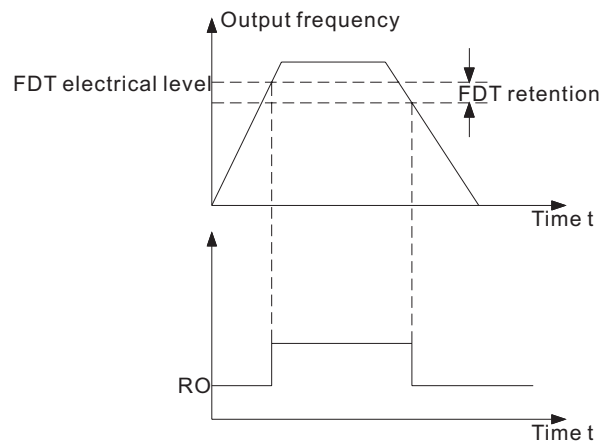 Output frequency
FDT electrical level
FDT retention
Time t
RO
Time t